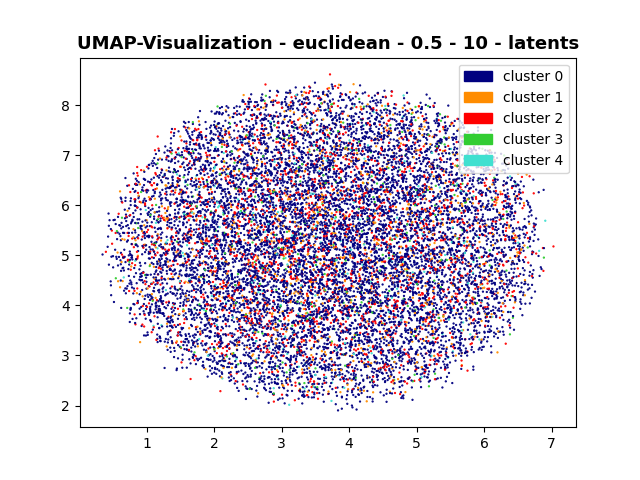 UMAP-Visualization - euclidean - 0.5 - 10 - latents
cluster 0
cluster 1
cluster 2
cluster 3
cluster 4
8
7
6
5
4
3
2
1 2 3 4 5 6 7